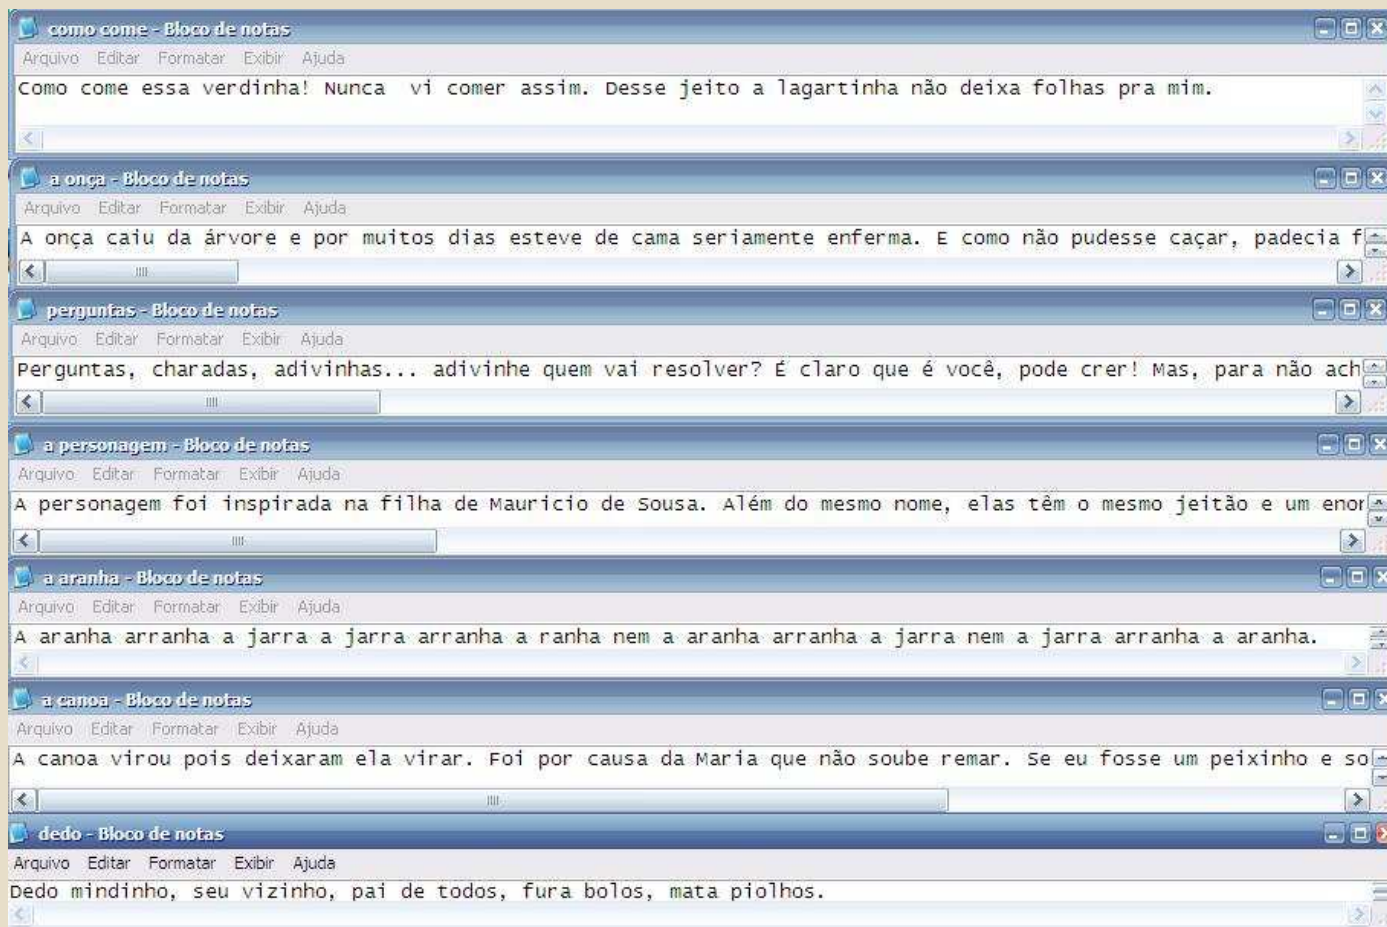 como come - Bloco de notas
Arquivo Editar Formatar Exibir Ajuda
Como come essa verdinha! Nunca vi comer assim. Desse jeito a lagartinha não deixa folhas pra mim.
a onça - Bloco de notas
Arquivo Editar Formatar Exibir Ajuda
A onça caiu da árvore e por muitos dias esteve de cama seriamente enferma. E como não pudesse caçar, padecia f
perguntas - Bloco de notas
Arquivo Editar Formatar Exibir Ajuda
Perguntas, charadas, adivinhas... adivinhe quem vai resolver? É claro que é você, pode crer! Mas, para não ach
a personagem - Bloco de notas
Arquivo Editar Formatar Exibir Ajuda
A personagem foi inspirada na filha de Mauricio de Sousa. Além do mesmo nome, elas têm o mesmo jeitão e um enor
a aranha - Bloco de notas
Arquivo Editar Formatar Exibir Ajuda
A aranha arranha a jarra a jarra arranha a ranha nem a aranha arranha a jarra nem a jarra arranha a aranha.
a canoa - Bloco de notas
Arquivo Editar Formatar Exibir Ajuda
A canoa virou pois deixaram ela virar. Foi por causa da Maria que não soube remar. Se eu fosse um peixinho e so
dedo - Bloco de notas
Arquivo Editar Formatar Exibir Ajuda
Dedo mindinho, seu vizinho, pai de todos, fura bolos, mata piolhos.